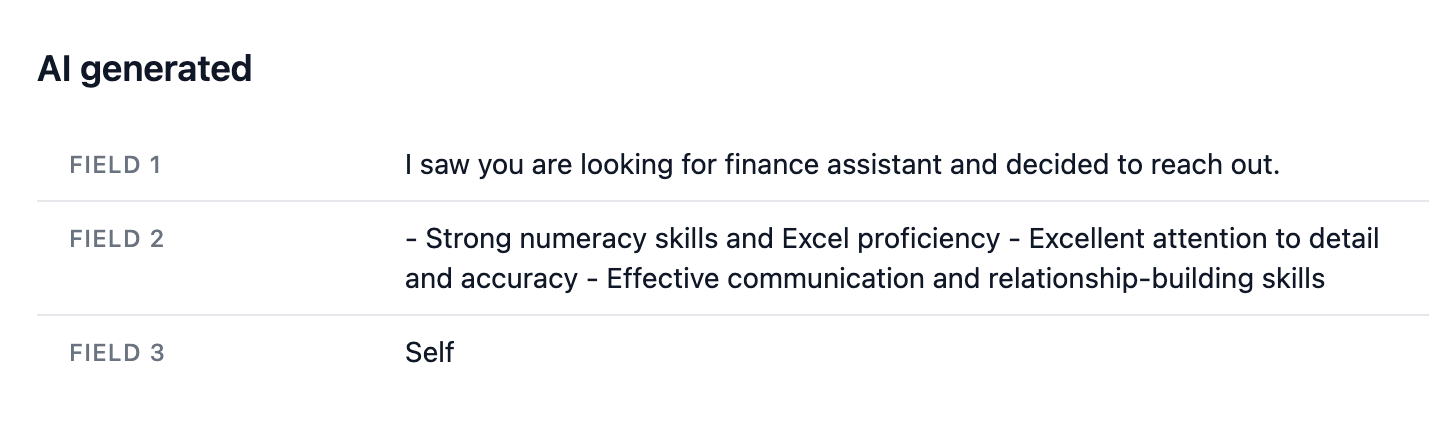 AI generated
FIELD 1
I saw you are looking for finance assistant and decided to reach out.
FIELD 2
- Strong numeracy skills and Excel proficiency - Excellent attention to detail
and accuracy - Effective communication and relationship-building skills
FIELD 3
Self